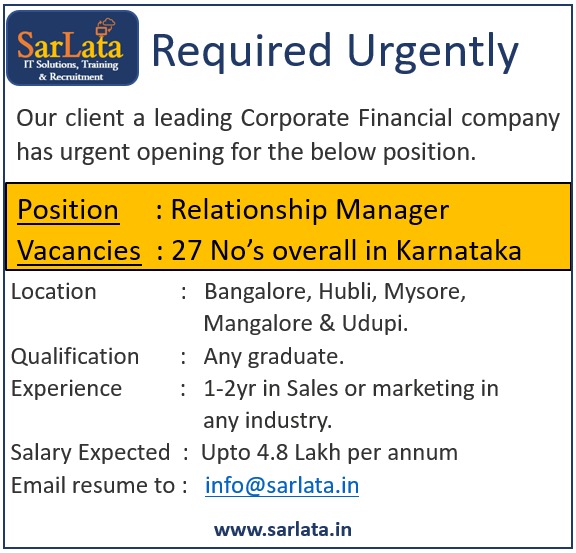 SarLata
IT Solutions, Training
& Recruitment
Required Urgently
Our client a leading Corporate Financial company
has urgent opening for the below position.
Position : Relationship Manager
Vacancies : 27 No’s overall in Karnataka
Location : Bangalore, Hubli, Mysore,
Mangalore & Udupi.
Qualification : Any graduate.
Experience : 1-2yr in Sales or marketing in
any industry.
Salary Expected : Upto 4.8 Lakh per annum
Email resume to : info@sarlata.in
www.sarlata.in